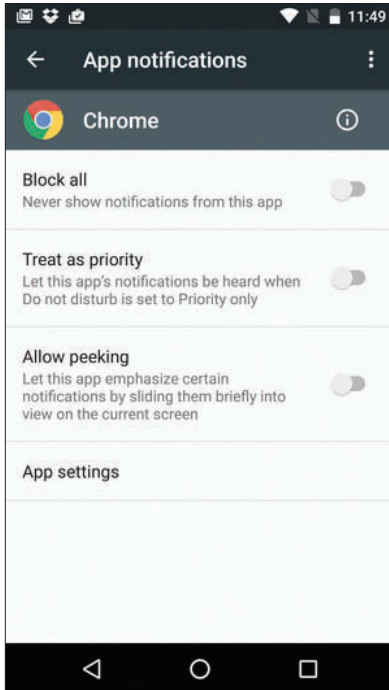 11:49
App notifications
Chrome
Block all
Never show notifications from this app
Treat as priority
Let this app's notifications be heard when
Do not disturb is set to Priority only
Allow peeking
Let this app emphasize certain
notifications by sliding them briefly into
view on the current screen
App settings